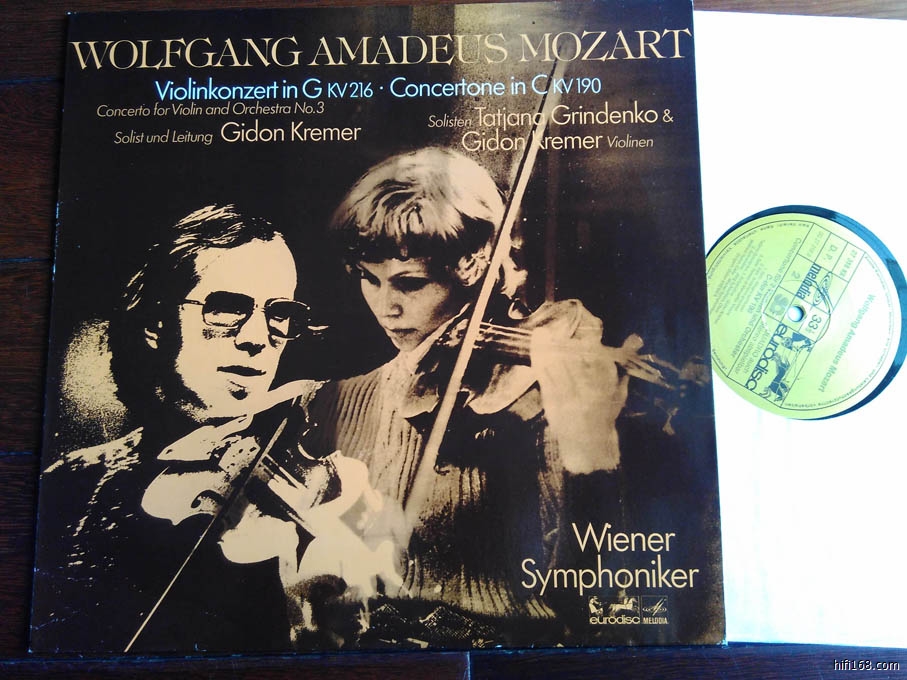 WOLFGANG AMADEUS MOZART
Violinkonzert in G KV 216 · Concertone in C KV 190
Concerto for Violin and Orchestra No.3
Solist und Leitung Gidon Kremer
Solisten Tatjana Grindenko &
Gidon Kremer Violinen
Wiener
Symphoniker
eurodisc MELODIA
melodia
33
eurodisc
Wolfgang Amadeus Mozart
hifi168.com